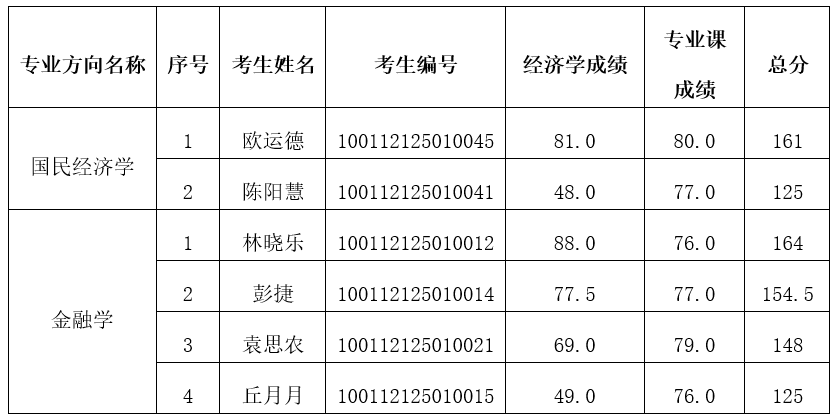 专业方向名称 序号 考生姓名 考生编号 经济学成绩 专业课成绩 总分
国民经济学 1 欧运德 100112125010045 81.0 80.0 161
2 陈阳慧 100112125010041 48.0 77.0 125
金融学 1 林晓乐 100112125010012 88.0 76.0 164
2 彭捷 100112125010014 77.5 77.0 154.5
3 袁思农 100112125010021 69.0 79.0 148
4 丘月月 100112125010015 49.0 76.0 125